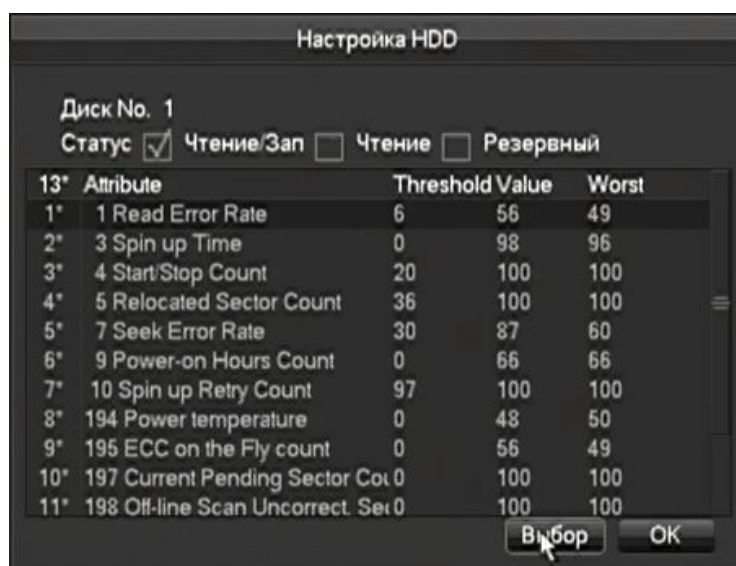 Настройка HDD
Диск No. 1
Статус Чтение/Зап Чтение Резервный
13* Attribute Threshold Value Worst
1* 1 Read Error Rate 6 56 49
2* 3 Spin up Time 0 98 96
3* 4 Start/Stop Count 20 100 100
4* 5 Relocated Sector Count 36 100 100
5* 7 Seek Error Rate 30 87 60
6* 9 Power-on Hours Count 0 66 66
7* 10 Spin up Retry Count 97 100 100
8* 194 Power temperature 0 48 50
9* 195 ECC on the Fly count 0 56 49
10* 197 Current Pending Sector Cou 0 100 100
11* 198 Off-line Scan Uncorrect. Sec 0 100 100
Выбор OK